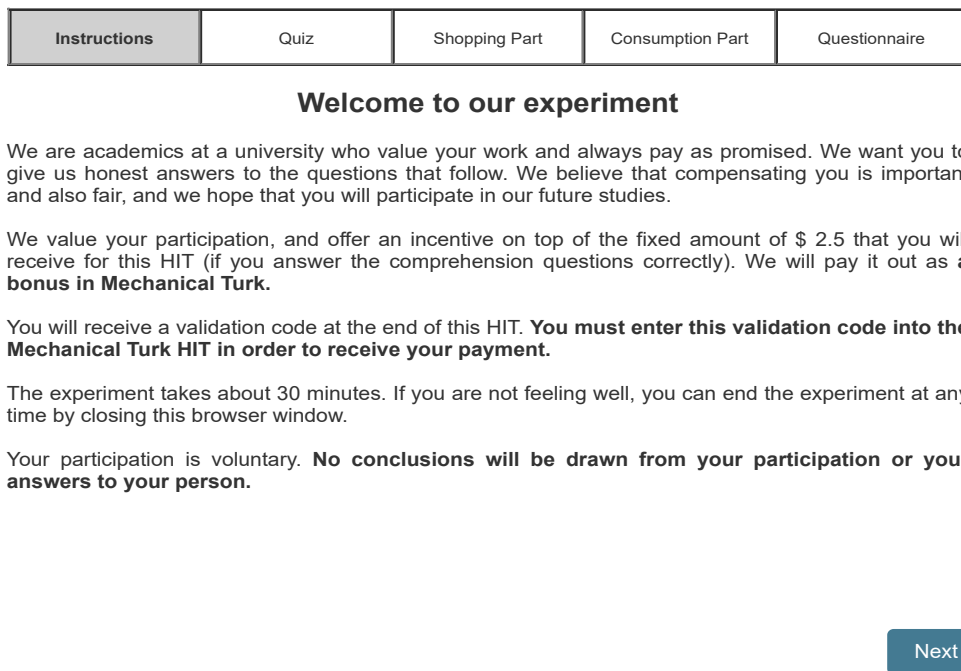 Instructions Quiz Shopping Part Consumption Part Questionnaire
Welcome to our experiment
We are academics at a university who value your work and always pay as promised. We want you to
give us honest answers to the questions that follow. We believe that compensating you is importan
and also fair, and we hope that you will participate in our future studies.
We value your participation, and offer an incentive on top of the fixed amount of $ 2.5 that you wil
receive for this HIT (if you answer the comprehension questions correctly). We will pay it out as a
bonus in Mechanical Turk.
You will receive a validation code at the end of this HIT. You must enter this validation code into the
Mechanical Turk HIT in order to receive your payment.
The experiment takes about 30 minutes. If you are not feeling well, you can end the experiment at any
time by closing this browser window.
Your participation is voluntary. No conclusions will be drawn from your participation or you
answers to your person.
Next